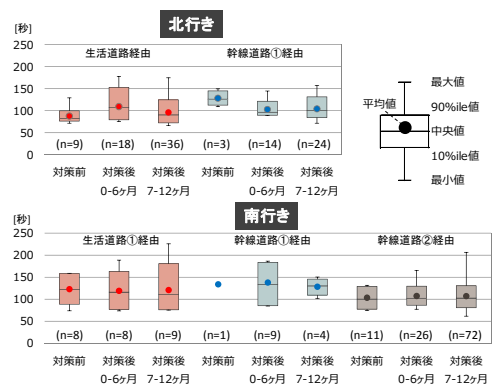 北行き
[秒]
生活道路経由 幹線道路①経由
250
200
150
100
50
0
(n=9) (n=18) (n=36) (n=3) (n=14) (n=24)
対策前 対策後 対策後 対策前 対策後 対策後
0-6ヶ月 7-12ヶ月 0-6ヶ月 7-12ヶ月
平均値
最大値
90%ile値
中央値
10%ile値
最小値
南行き
[秒]
生活道路①経由 幹線道路①経由 幹線道路②経由
250
200
150
100
50
0
(n=8) (n=8) (n=9) (n=1) (n=9) (n=4) (n=11) (n=26) (n=72)
対策前 対策後 対策後 対策前 対策後 対策後 対策前 対策後 対策後
0-6ヶ月 7-12ヶ月 0-6ヶ月 7-12ヶ月 0-6ヶ月 7-12ヶ月